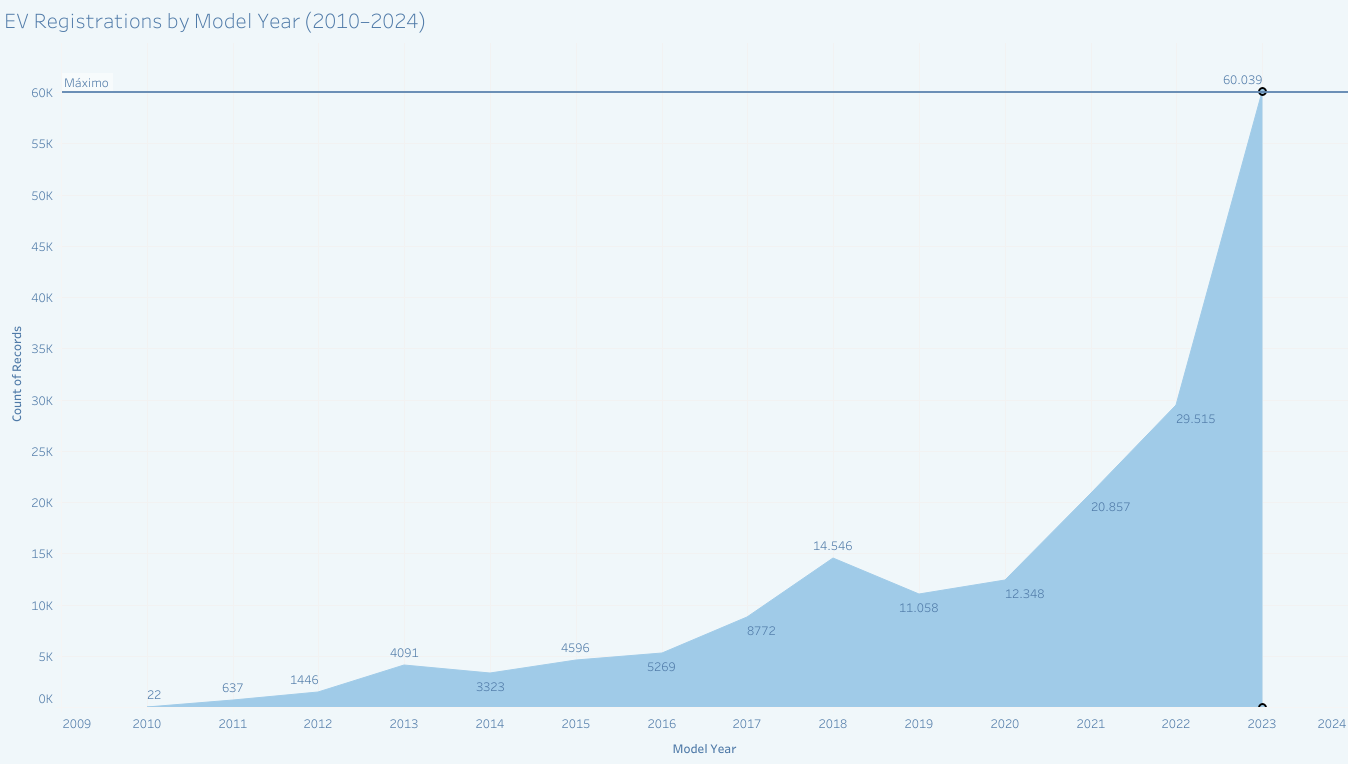 EV Registrations by Model Year (2010–2024)
Máximo
60.039
60K
55K
50K
45K
40K
35K
30K
29.515
25K
20K
20.857
15K
14.546
12.348
11.058
10K
8772
5K
5269
4596
4091
3323
1446
637
22
0K
Count of Records
2009 2010 2011 2012 2013 2014 2015 2016 2017 2018 2019 2020 2021 2022 2023 2024
Model Year